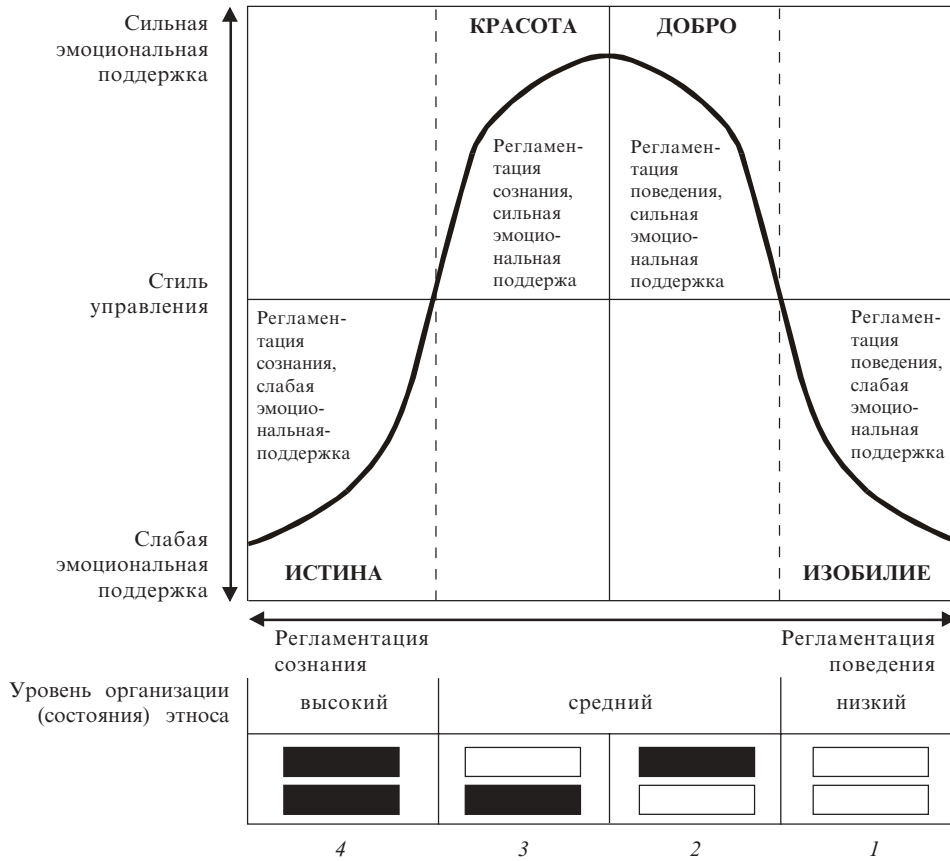 Сильная
эмоциональная
поддержка
КРАСОТА
ДОБРО
Регламен-
тация
сознания,
сильная
эмоцио-
нальная
поддержа
Регламен-
тация
поведения,
сильная
эмоцио-
нальная
поддержка
Стиль
управления
Регламен-
тация
сознания,
слабая
эмоцио-
нальная-
поддержка
Регламен-
тация
поведения,
слабая
эмоцио-
нальная
поддержка
Слабая
эмоциональная
поддержка
ИСТИНА
ИЗОБИЛИЕ
Регламентация
сознания
Регламентация
поведения
Уровень организации
(состояния) этноса
высокий
средний
низкий
4
3
2
1